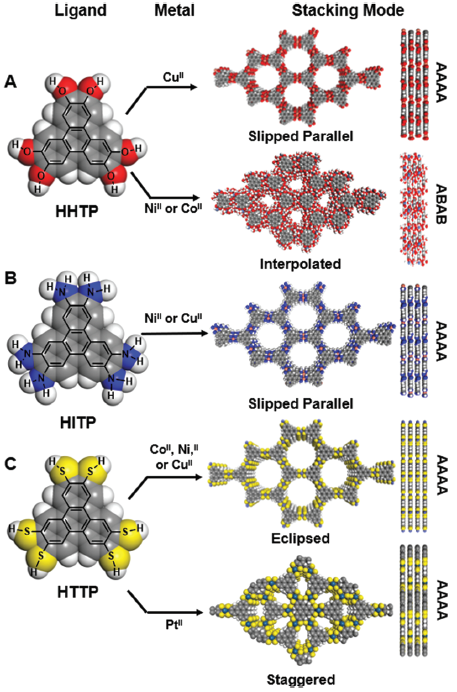 Ligand Metal Stacking Mode
A
H H
O O
Cu^II
H O O H
O O
H H
HHTP
Slipped Parallel
AAAA
Ni^II or Co^II
Interpolated
ABAB
B
H H H H
N N
Ni^II or Cu^II
H N N H
H N N H
H H
HITP
Slipped Parallel
AAAA
C
H S S H
Co^II, Ni,^II
or Cu^II
H S S H
S S
H H
HTTP
Eclipsed
AAAA
Pt^II
Staggered
AAAA